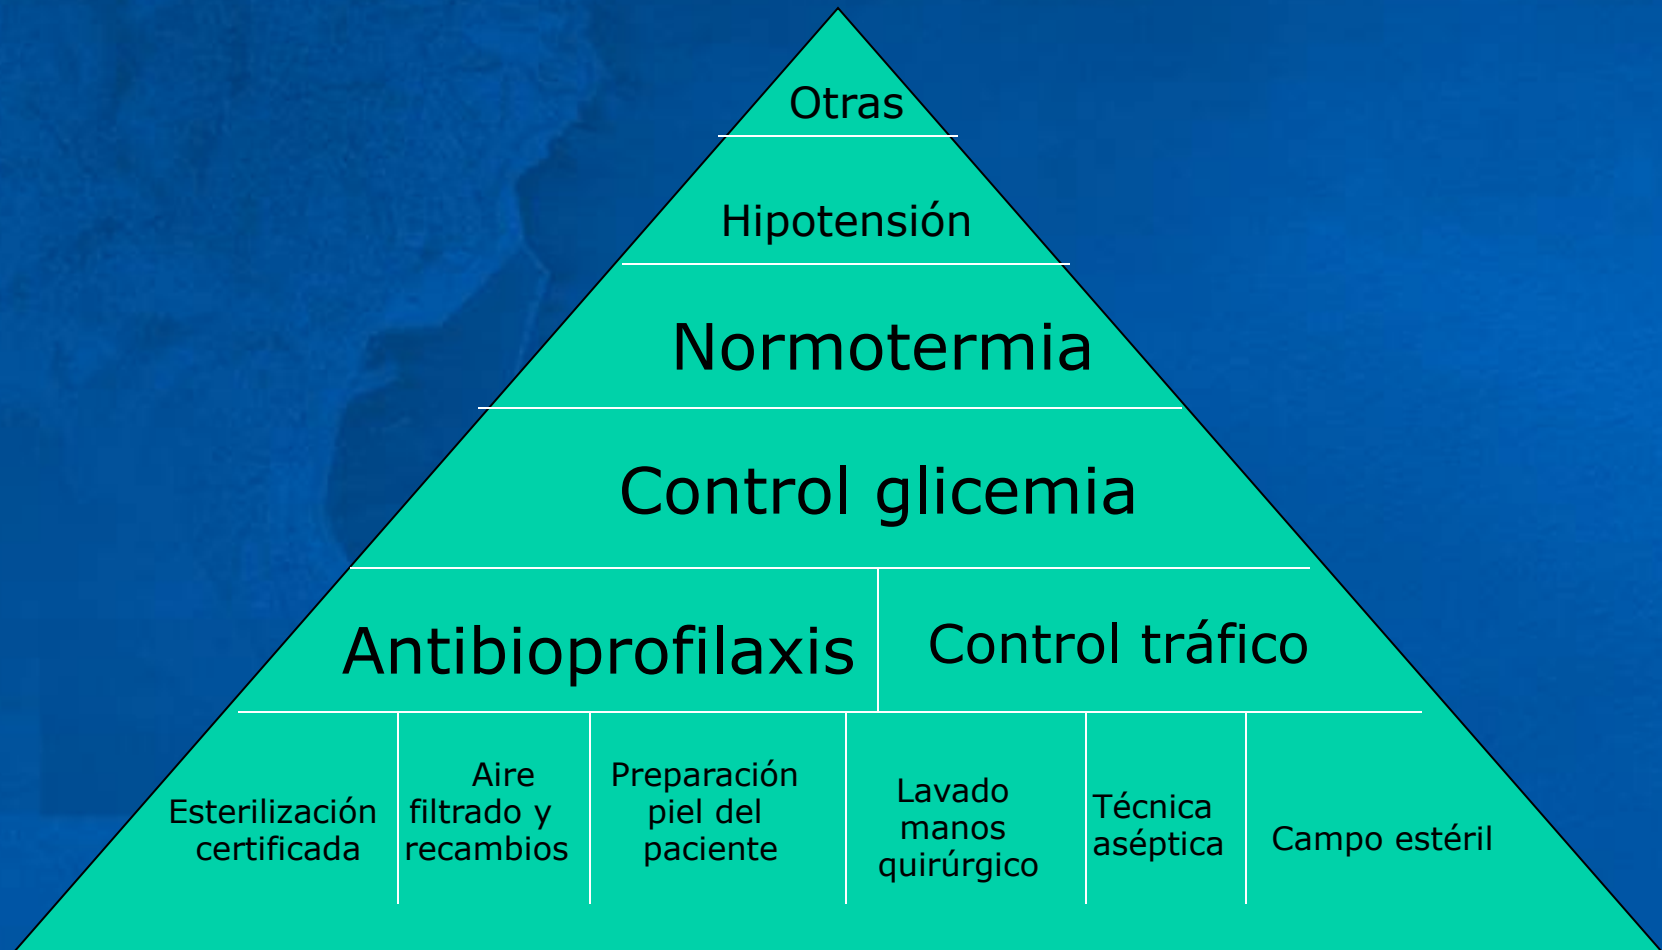 Otras
Hipotensión
Normotermia
Control glicemia
Antibioprofilaxis
Control tráfico
Esterilización
certificada
Aire
filtrado y
recambios
Preparación
piel del
paciente
Lavado
manos
quirúrgico
Técnica
aséptica
Campo estéril